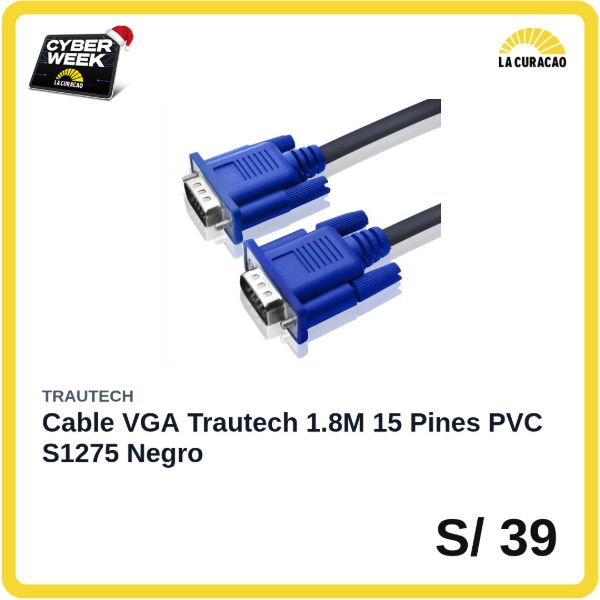 CYBER
WEEK
LA CURACAO
LA CURACAO
TRAUTECH
Cable VGA Trautech 1.8M 15 Pines PVC
S1275 Negro
S/ 39